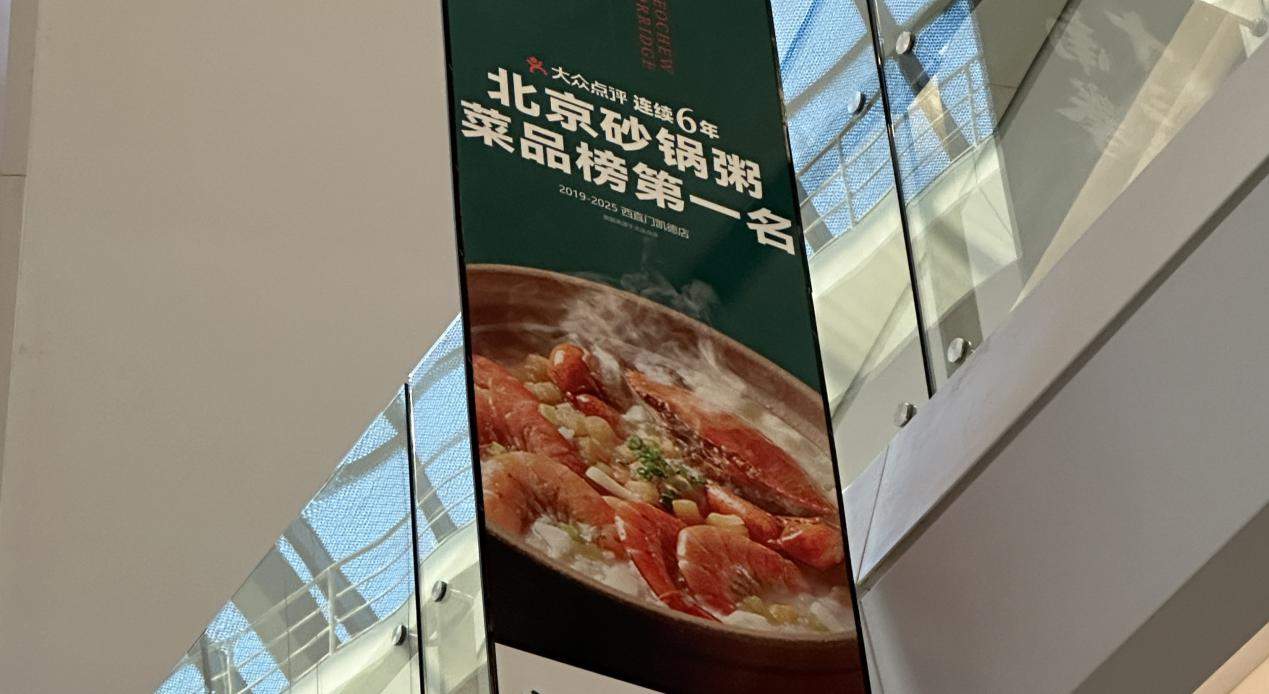 大众点评 连续6年
北京砂锅粥
菜品榜第一名
2019-2025 西直门凯德店